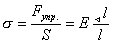 σ = F_упр. / S = E Δl / l